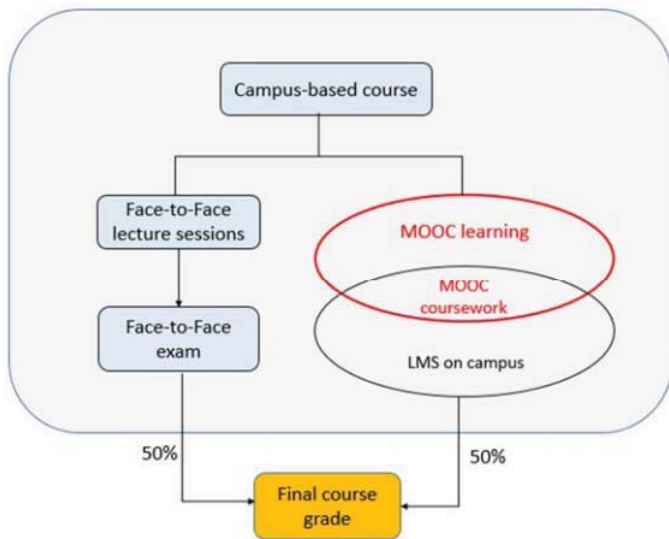 Campus-based course
Face-to-Face
lecture sessions
MOOC learning
MOOC
coursework
Face-to-Face
exam
LMS on campus
50%
50%
Final course
grade